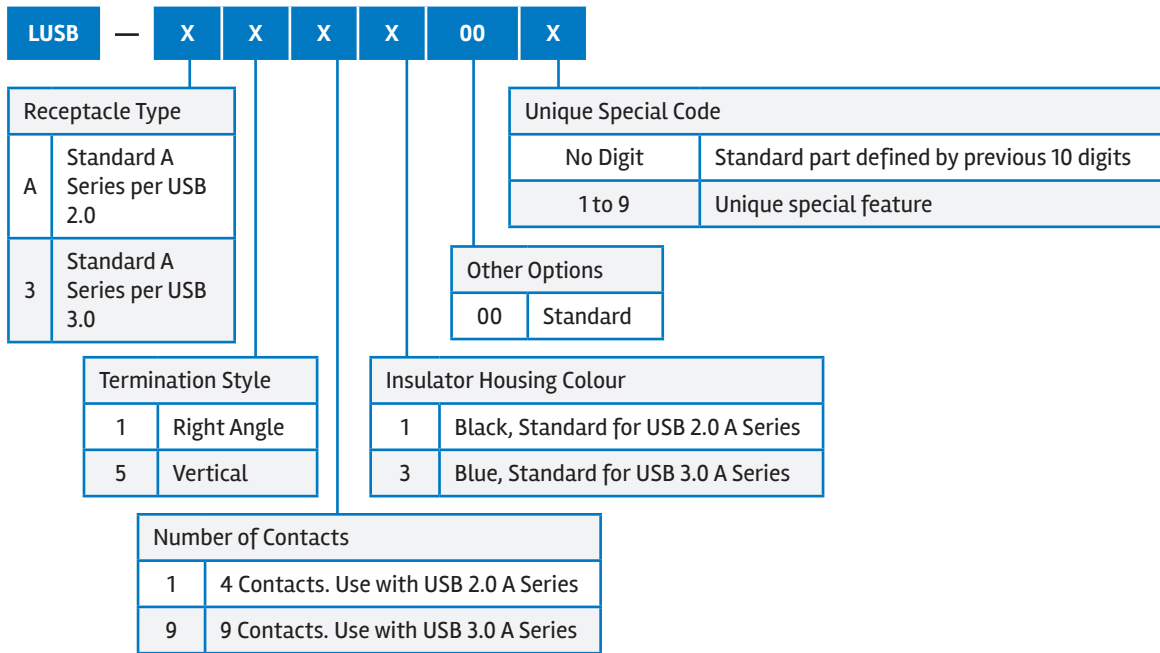 LUSB — X X X X 00 X
Receptacle Type
A Standard A
Series per USB
2.0
3 Standard A
Series per USB
3.0
Unique Special Code
No Digit Standard part defined by previous 10 digits
1 to 9 Unique special feature
Other Options
00 Standard
Termination Style
1 Right Angle
5 Vertical
Insulator Housing Colour
1 Black, Standard for USB 2.0 A Series
3 Blue, Standard for USB 3.0 A Series
Number of Contacts
1 4 Contacts. Use with USB 2.0 A Series
9 9 Contacts. Use with USB 3.0 A Series